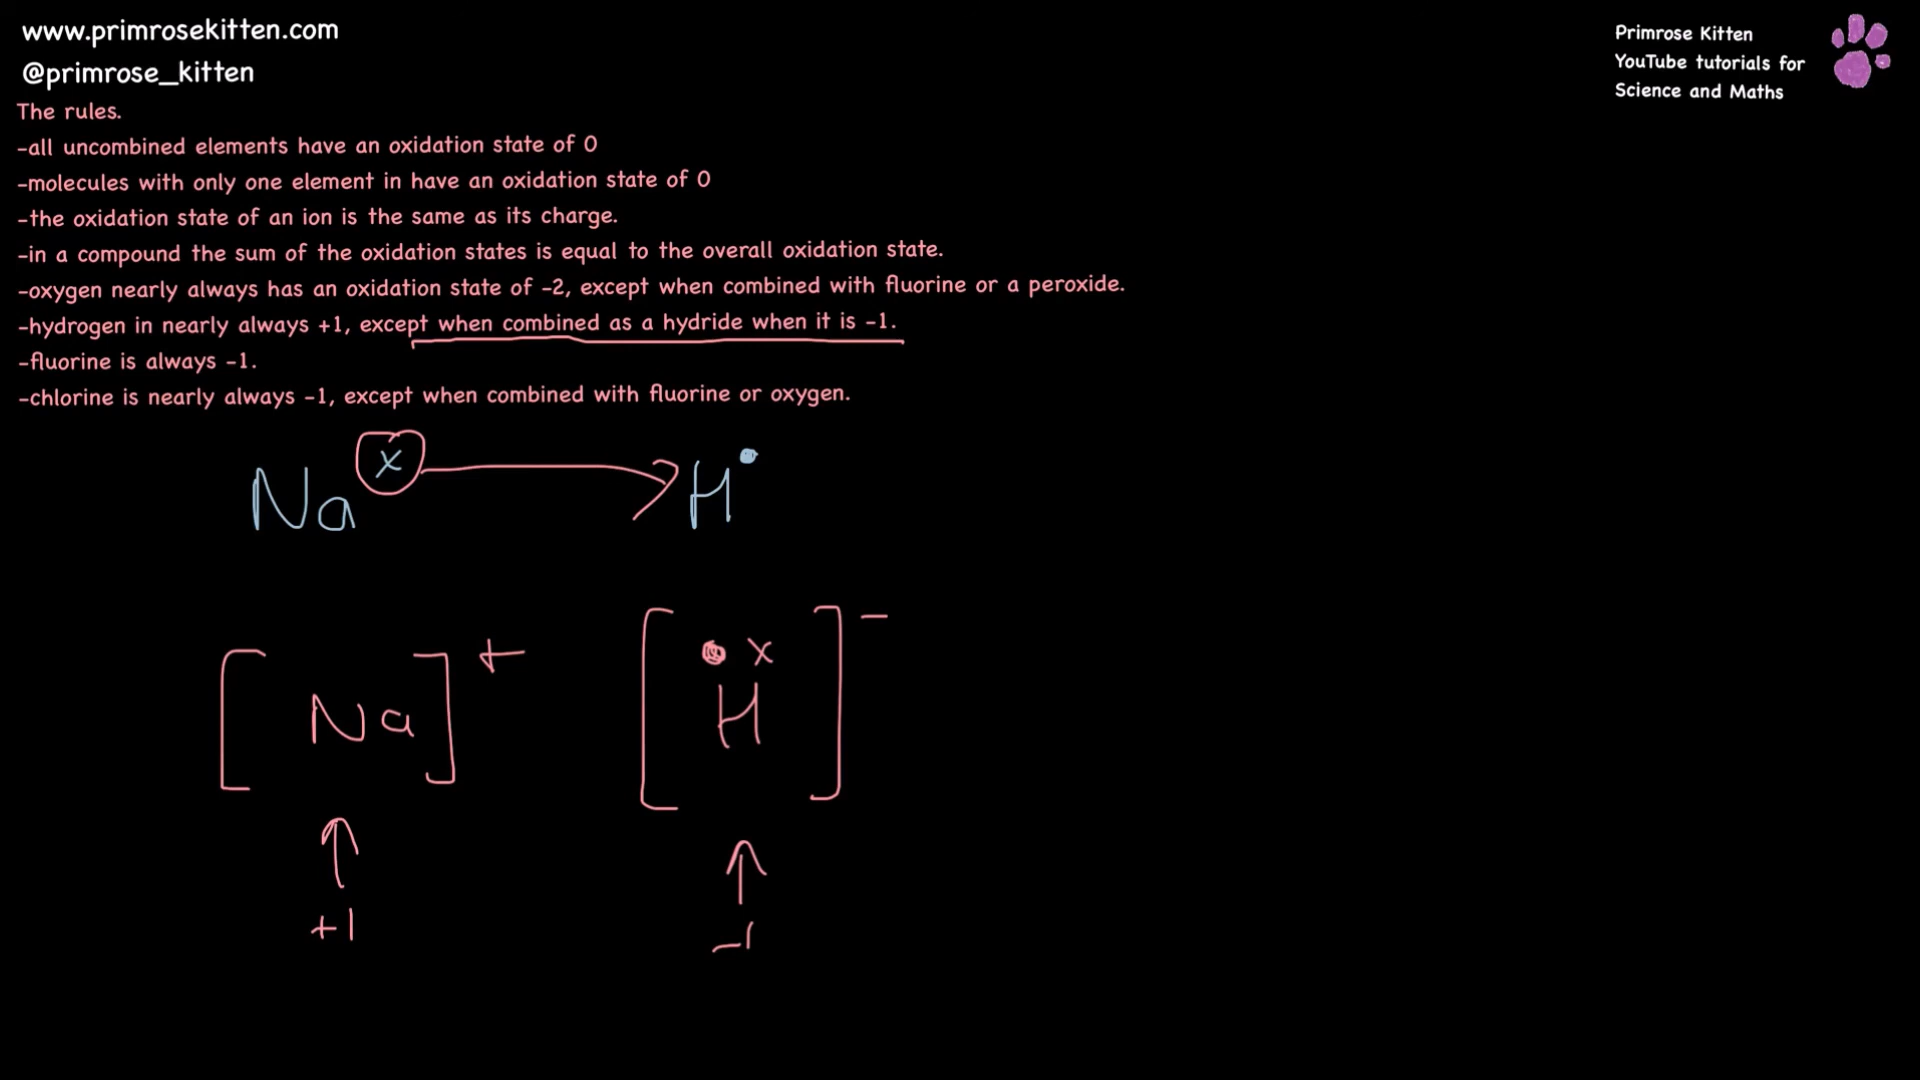 www.primrosekitten.com
@primrose_kitten
Primrose Kitten
YouTube tutorials for
Science and Maths
The rules.
-all uncombined elements have an oxidation state of 0
-molecules with only one element in have an oxidation state of 0
-the oxidation state of an ion is the same as its charge.
-in a compound the sum of the oxidation states is equal to the overall oxidation state.
-oxygen nearly always has an oxidation state of -2, except when combined with fluorine or a peroxide.
-hydrogen in nearly always +1, except when combined as a hydride when it is -1.
-fluorine is always -1.
-chlorine is nearly always -1, except when combined with fluorine or oxygen.
Na x H •
[Na]+ [• x H]−
+1 -1